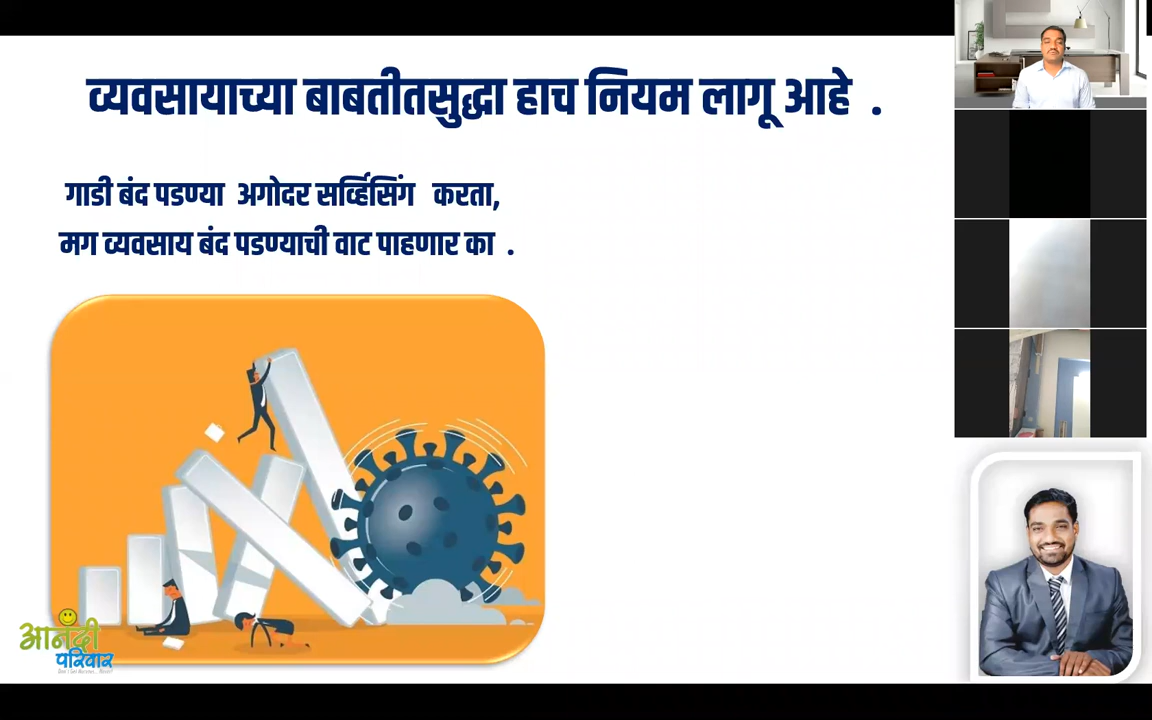 व्यवसायाच्या बाबतीतसुद्धा हाच नियम लागू आहे .
गाडी बंद पडण्या अगोदर सर्व्हिसिंग करता,
मग व्यवसाय बंद पडण्याची वाट पाहणार का .
आनंदी
परिवार